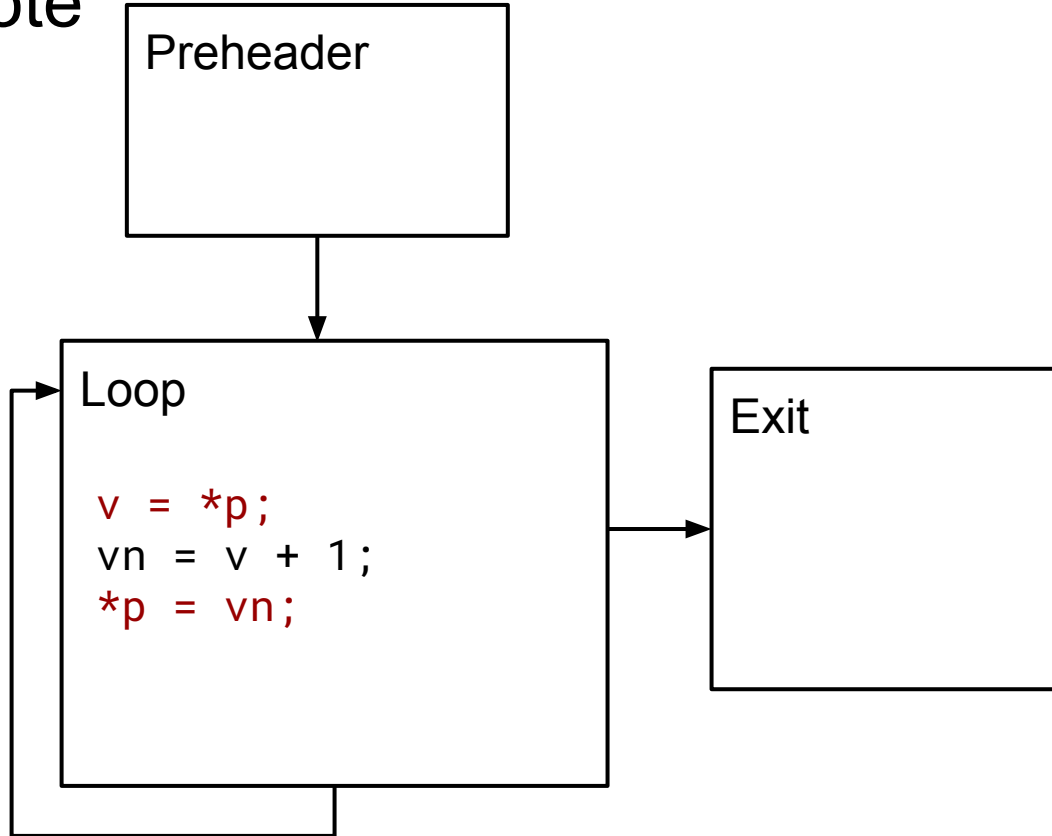 Preheader
Loop
v = *p;
vn = v + 1;
*p = vn;
Exit